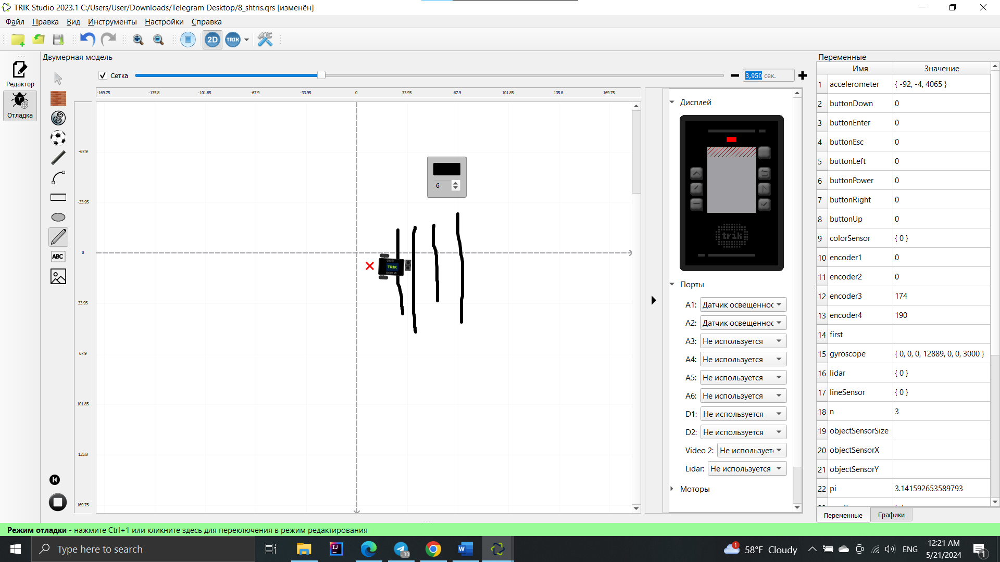 TRIK Studio 2023.1 C:/Users/User/Downloads/Telegram Desktop/8_shtris.qrs [изменён]
Файл Правка Вид Инструменты Настройки Справка
2D TRIK
Двумерная модель
Переменные
Редактор
Отладка
Сетка
3,950 сек.
-169.75 -135.8 -101.85 -67.9 -33.95 0 33.95 67.9 101.85 135.8 169.75
-67.9
-33.95
0
33.95
67.9
101.85
135.8
169.75
ABC
6
TRIK
Дисплей
trik
Порты
A1: Датчик освещеннос
A2: Датчик освещеннос
A3: Не используется
A4: Не используется
A5: Не используется
A6: Не используется
D1: Не используется
D2: Не используется
Video 2: Не используетс
Lidar: Не используется
Моторы
Имя Значение
1 accelerometer { -92, -4, 4065 }
2 buttonDown 0
3 buttonEnter 0
4 buttonEsc 0
5 buttonLeft 0
6 buttonPower 0
7 buttonRight 0
8 buttonUp 0
9 colorSensor { 0 }
10 encoder1 0
11 encoder2 0
12 encoder3 174
13 encoder4 190
14 first
15 gyroscope { 0, 0, 0, 12889, 0, 0, 3000 }
16 lidar { 0 }
17 lineSensor { 0 }
18 n 3
19 objectSensorSize
20 objectSensorX
21 objectSensorY
22 pi 3.141592653589793
Переменные Графики
Режим отладки - нажмите Ctrl+1 или кликните здесь для переключения в режим редактирования
Type here to search
IJ
..30
W
1
58°F Cloudy
ENG
12:21 AM
5/21/2024
1